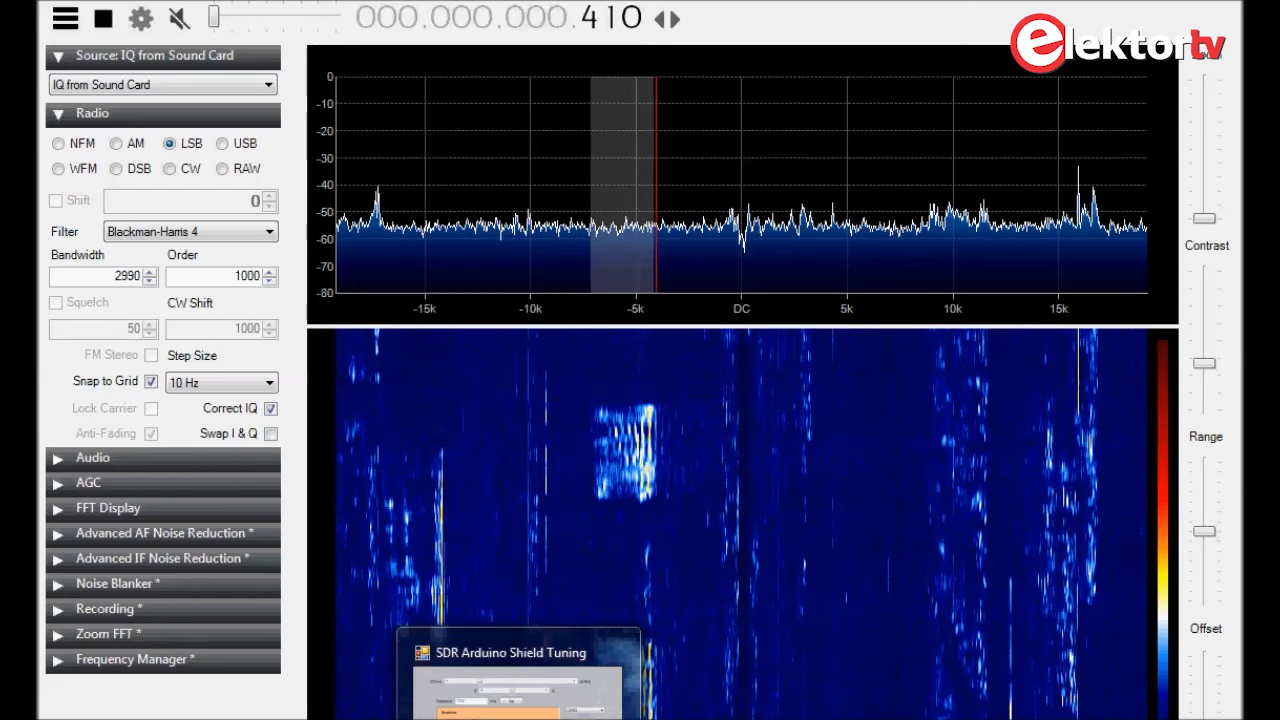 000.000.000.410
elektor tv
Source: IQ from Sound Card
IQ from Sound Card
Radio
NFM AM LSB USB
WFM DSB CW RAW
Shift 0
Filter Blackman-Harris 4
Bandwidth Order
2990 1000
Squelch CW Shift
50 1000
FM Stereo Step Size
Snap to Grid 10 Hz
Lock Carrier Correct IQ
Anti-Fading Swap I & Q
Audio
AGC
FFT Display
Advanced AF Noise Reduction *
Advanced IF Noise Reduction *
Noise Blanker *
Recording *
Zoom FFT *
Frequency Manager *
0
-10
-20
-30
-40
-50
-60
-70
-80
-15k -10k -5k DC 5k 10k 15k
SDR Arduino Shield Tuning
Contrast
Range
Offset